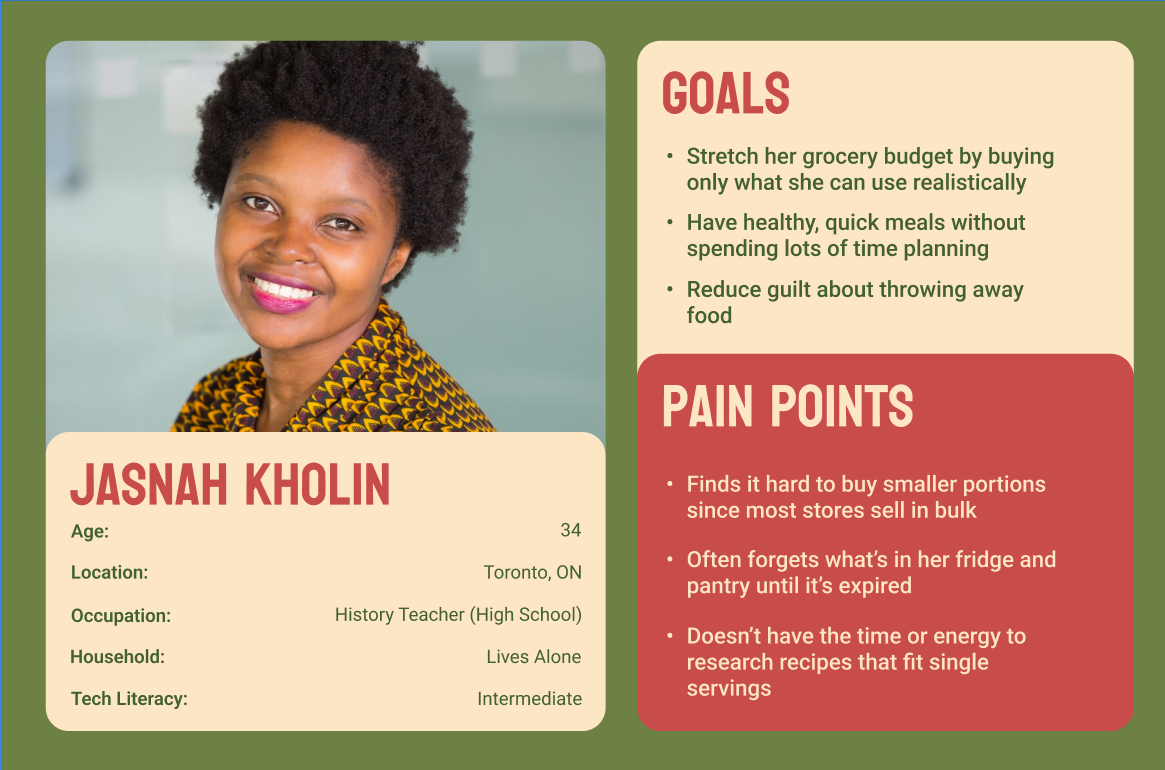 JASNAH KHOLIN
Age: 34
Location: Toronto, ON
Occupation: History Teacher (High School)
Household: Lives Alone
Tech Literacy: Intermediate
GOALS
• Stretch her grocery budget by buying
only what she can use realistically
• Have healthy, quick meals without
spending lots of time planning
• Reduce guilt about throwing away
food
PAIN POINTS
• Finds it hard to buy smaller portions
since most stores sell in bulk
• Often forgets what’s in her fridge and
pantry until it’s expired
• Doesn’t have the time or energy to
research recipes that fit single
servings